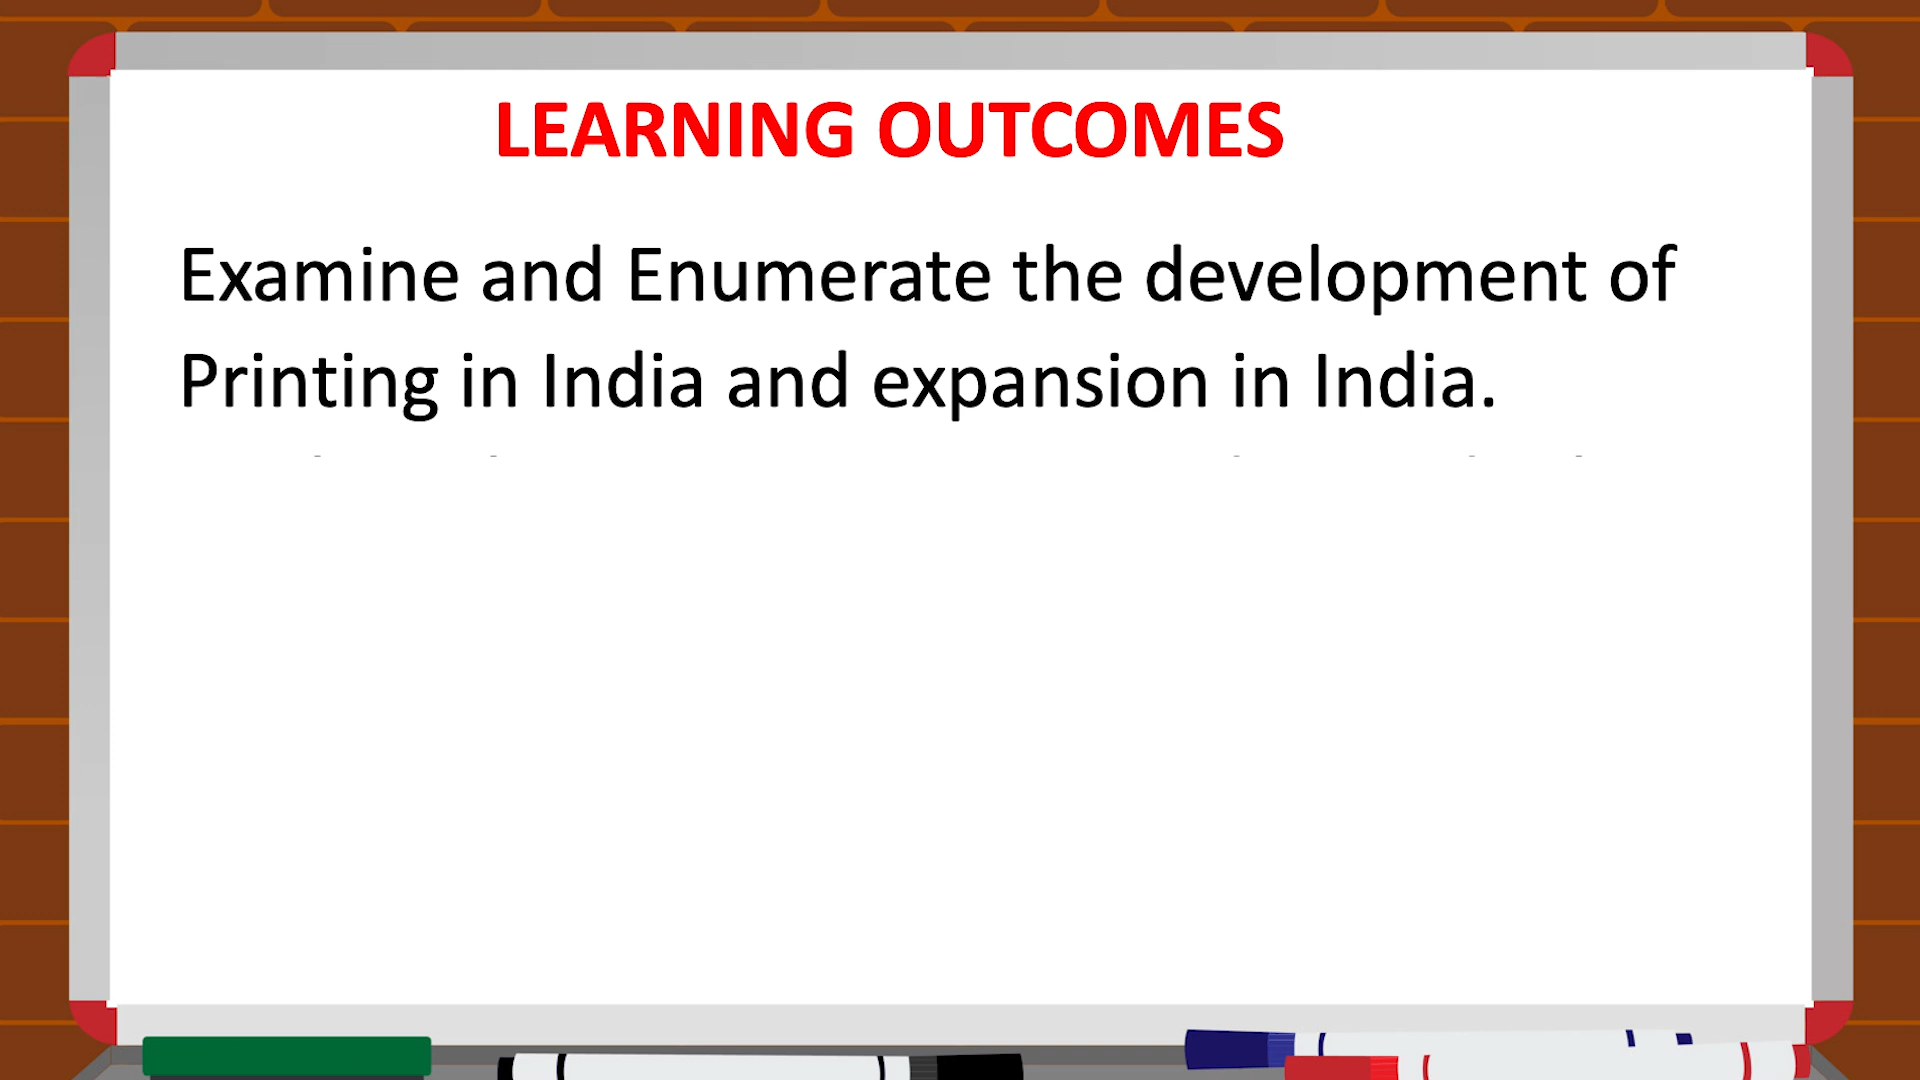 LEARNING OUTCOMES
Examine and Enumerate the development of
Printing in India and expansion in India.